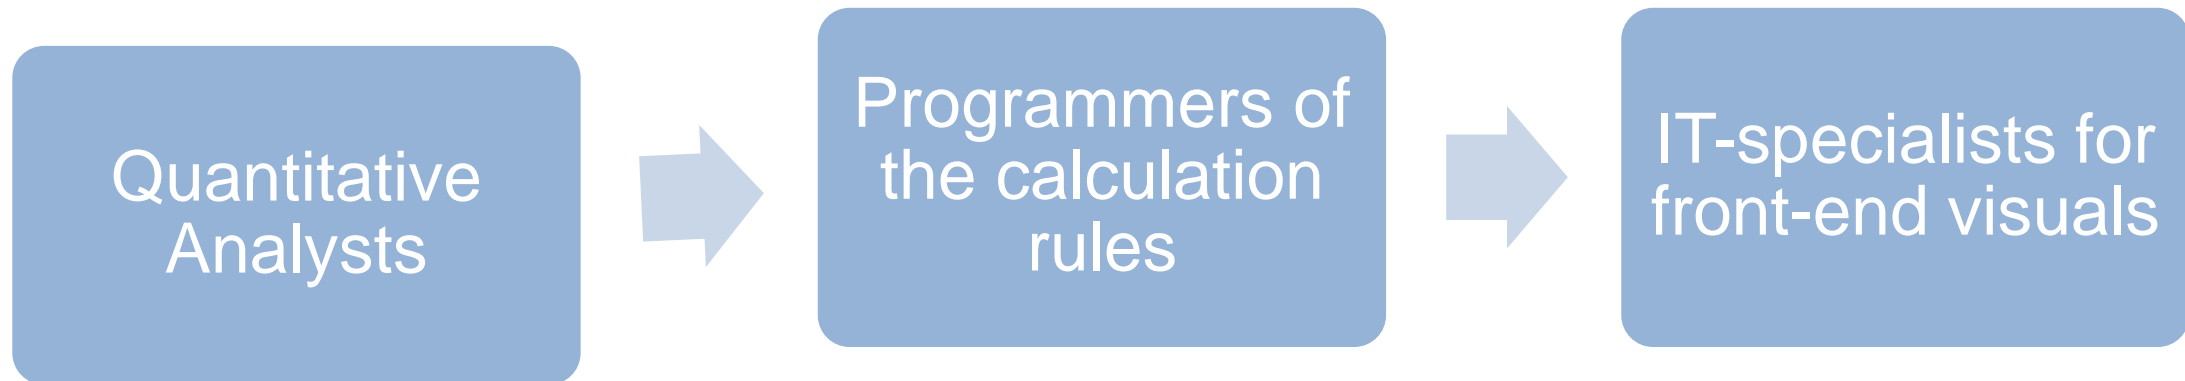 Quantitative
Analysts
Programmers of
the calculation
rules
IT-specialists for
front-end visuals